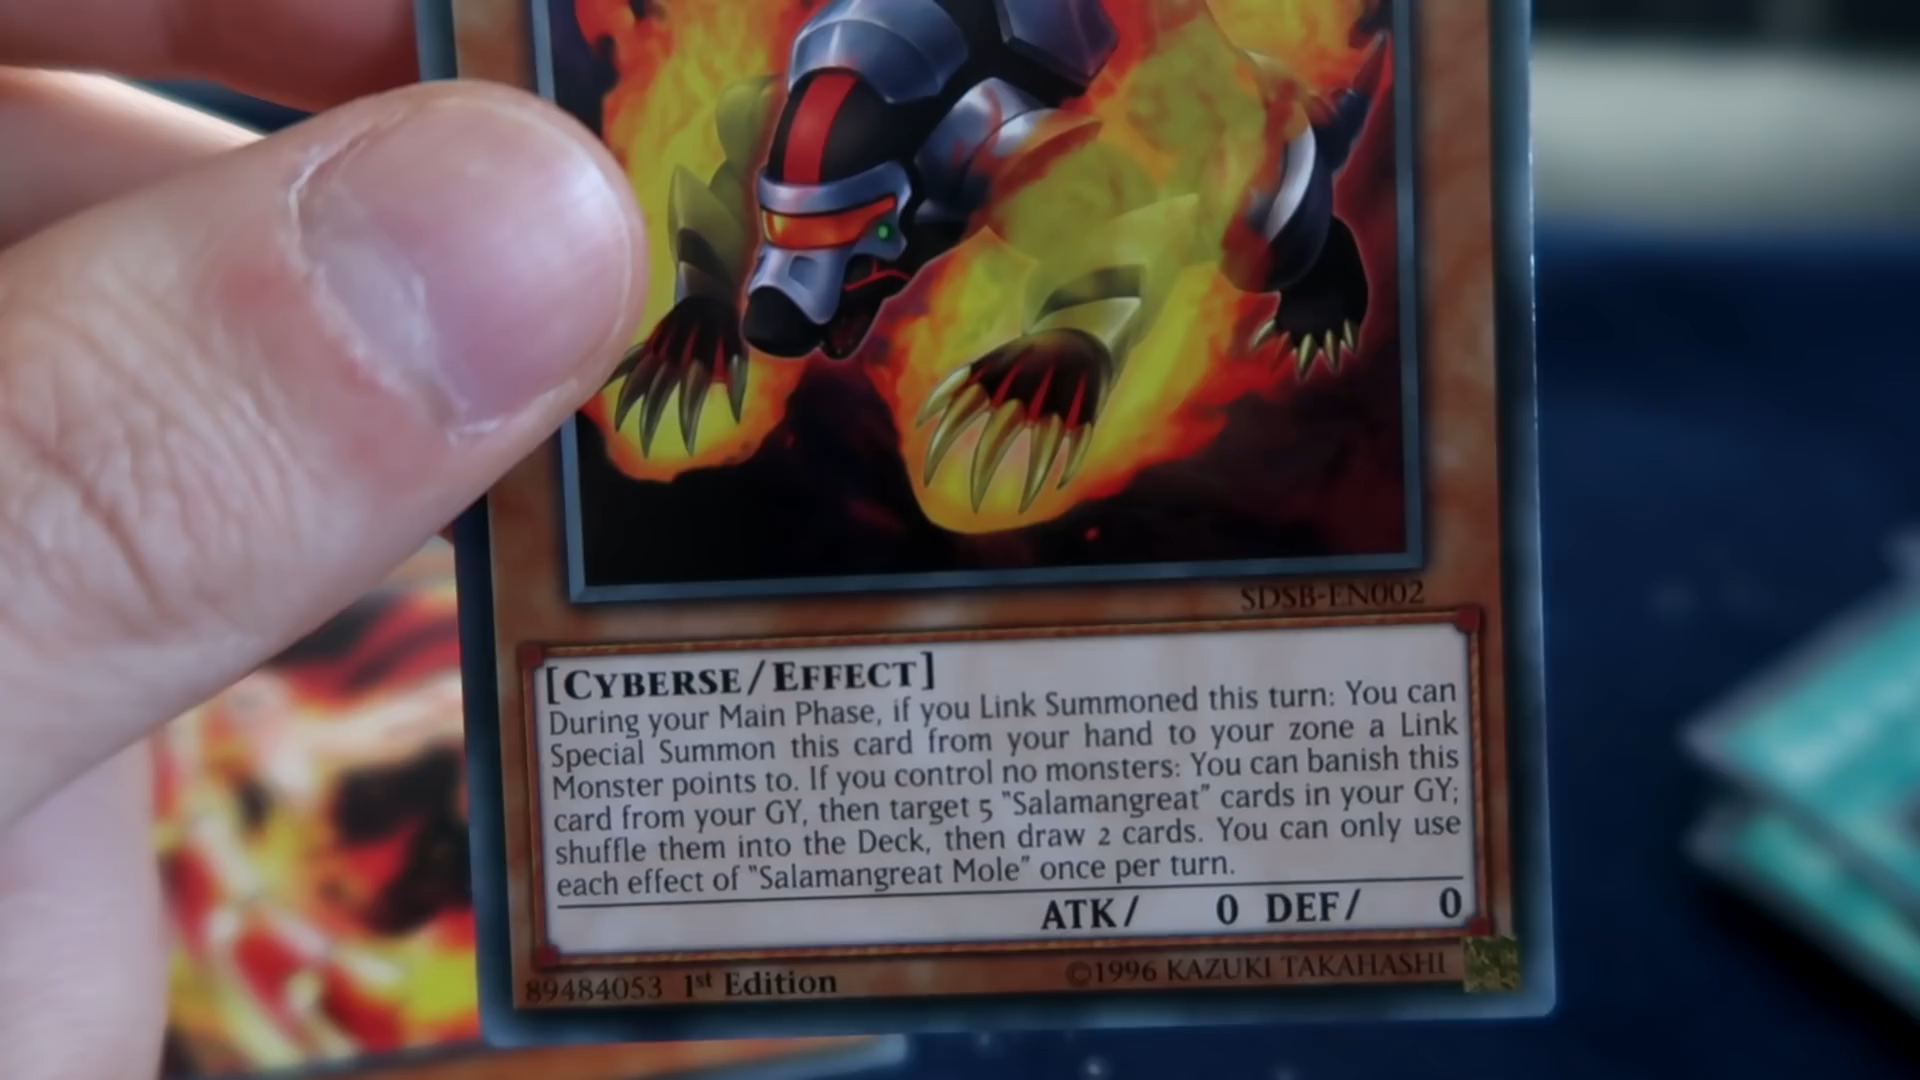 SDSB-EN002
[CYBERSE/EFFECT]
During your Main Phase, if you Link Summoned this turn: You can
Special Summon this card from your hand to your zone a Link
Monster points to. If you control no monsters: You can banish this
card from your GY, then target 5 "Salamangreat" cards in your GY;
shuffle them into the Deck, then draw 2 cards. You can only use
each effect of "Salamangreat Mole" once per turn.
ATK/ 0 DEF/ 0
89484053 1st Edition ©1996 KAZUKI TAKAHASHI